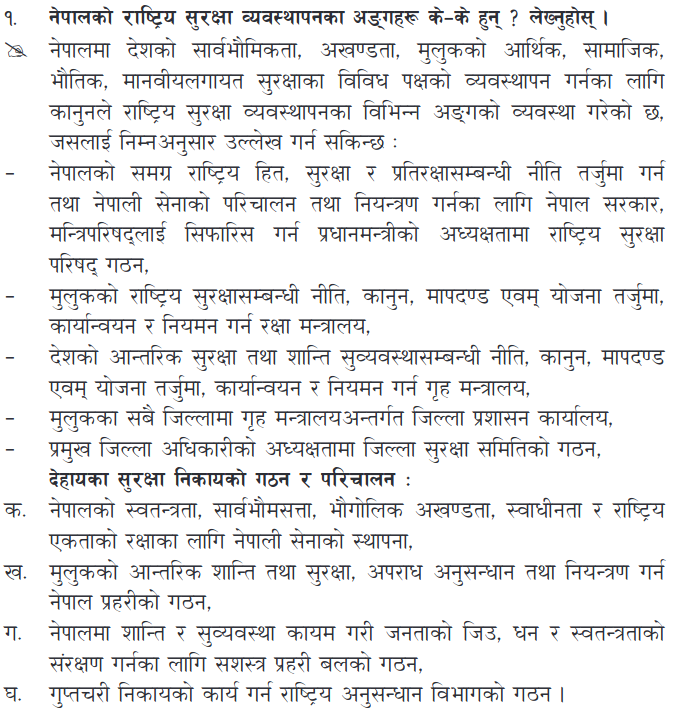 १. नेपालको राष्ट्रिय सुरक्षा व्यवस्थापनका अङ्गहरू के-के हुन् ? लेख्नुहोस् ।
नेपालमा देशको सार्वभौमिकता, अखण्डता, मुलुकको आर्थिक, सामाजिक,
भौतिक, मानवीयलगायत सुरक्षाका विविध पक्षको व्यवस्थापन गर्नका लागि
कानुनले राष्ट्रिय सुरक्षा व्यवस्थापनका विभिन्न अङ्गको व्यवस्था गरेको छ,
जसलाई निम्नअनुसार उल्लेख गर्न सकिन्छ :
- नेपालको समग्र राष्ट्रिय हित, सुरक्षा र प्रतिरक्षासम्बन्धी नीति तर्जुमा गर्न
तथा नेपाली सेनाको परिचालन तथा नियन्त्रण गर्नका लागि नेपाल सरकार,
मन्त्रिपरिषद्लाई सिफारिस गर्न प्रधानमन्त्रीको अध्यक्षतामा राष्ट्रिय सुरक्षा
परिषद् गठन,
- मुलुकको राष्ट्रिय सुरक्षासम्बन्धी नीति, कानुन, मापदण्ड एवम् योजना तर्जुमा,
कार्यान्वयन र नियमन गर्न रक्षा मन्त्रालय,
- देशको आन्तरिक सुरक्षा तथा शान्ति सुव्यवस्थासम्बन्धी नीति, कानुन, मापदण्ड
एवम् योजना तर्जुमा, कार्यान्वयन र नियमन गर्न गृह मन्त्रालय,
- मुलुकका सबै जिल्लामा गृह मन्त्रालयअन्तर्गत जिल्ला प्रशासन कार्यालय,
- प्रमुख जिल्ला अधिकारीको अध्यक्षतामा जिल्ला सुरक्षा समितिको गठन,
देहायका सुरक्षा निकायको गठन र परिचालन :
क. नेपालको स्वतन्त्रता, सार्वभौमसत्ता, भौगोलिक अखण्डता, स्वाधीनता र राष्ट्रिय
एकताको रक्षाका लागि नेपाली सेनाको स्थापना,
ख. मुलुकको आन्तरिक शान्ति तथा सुरक्षा, अपराध अनुसन्धान तथा नियन्त्रण गर्न
नेपाल प्रहरीको गठन,
ग. नेपालमा शान्ति र सुव्यवस्था कायम गरी जनताको जिउ, धन र स्वतन्त्रताको
संरक्षण गर्नका लागि सशस्त्र प्रहरी बलको गठन,
घ. गुप्तचरी निकायको कार्य गर्न राष्ट्रिय अनुसन्धान विभागको गठन ।